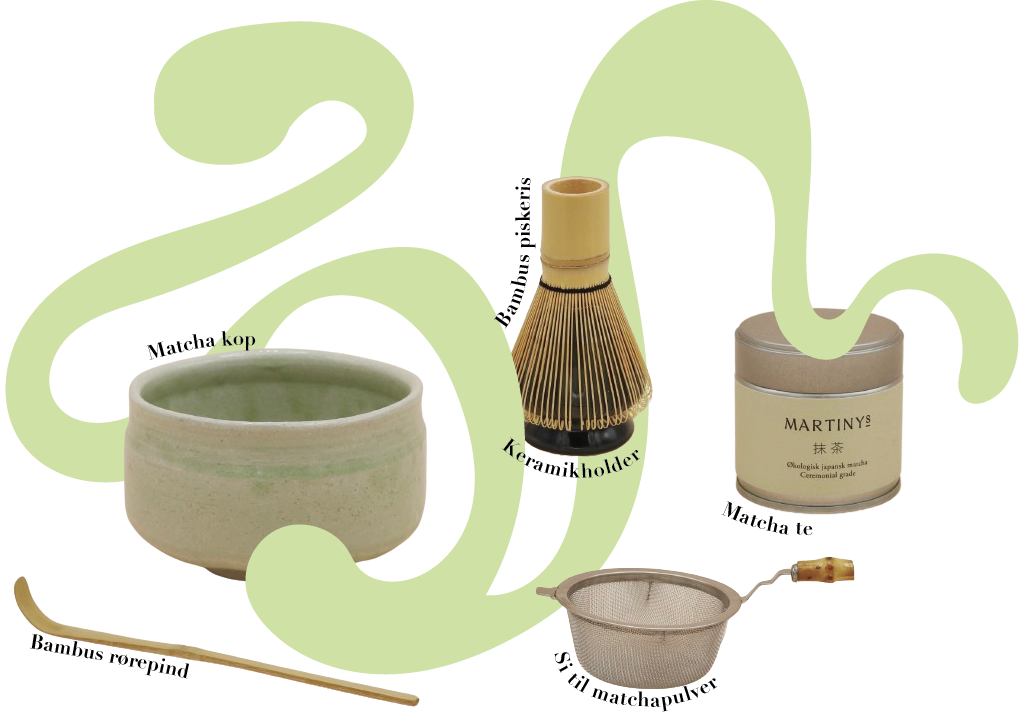 Bambus piskeris
Matcha kop
Keramikholder
MARTINYs
抹茶
Økologisk japansk matcha
Ceremonial grade
Matcha te
Bambus rørepind
Si til matchapulver